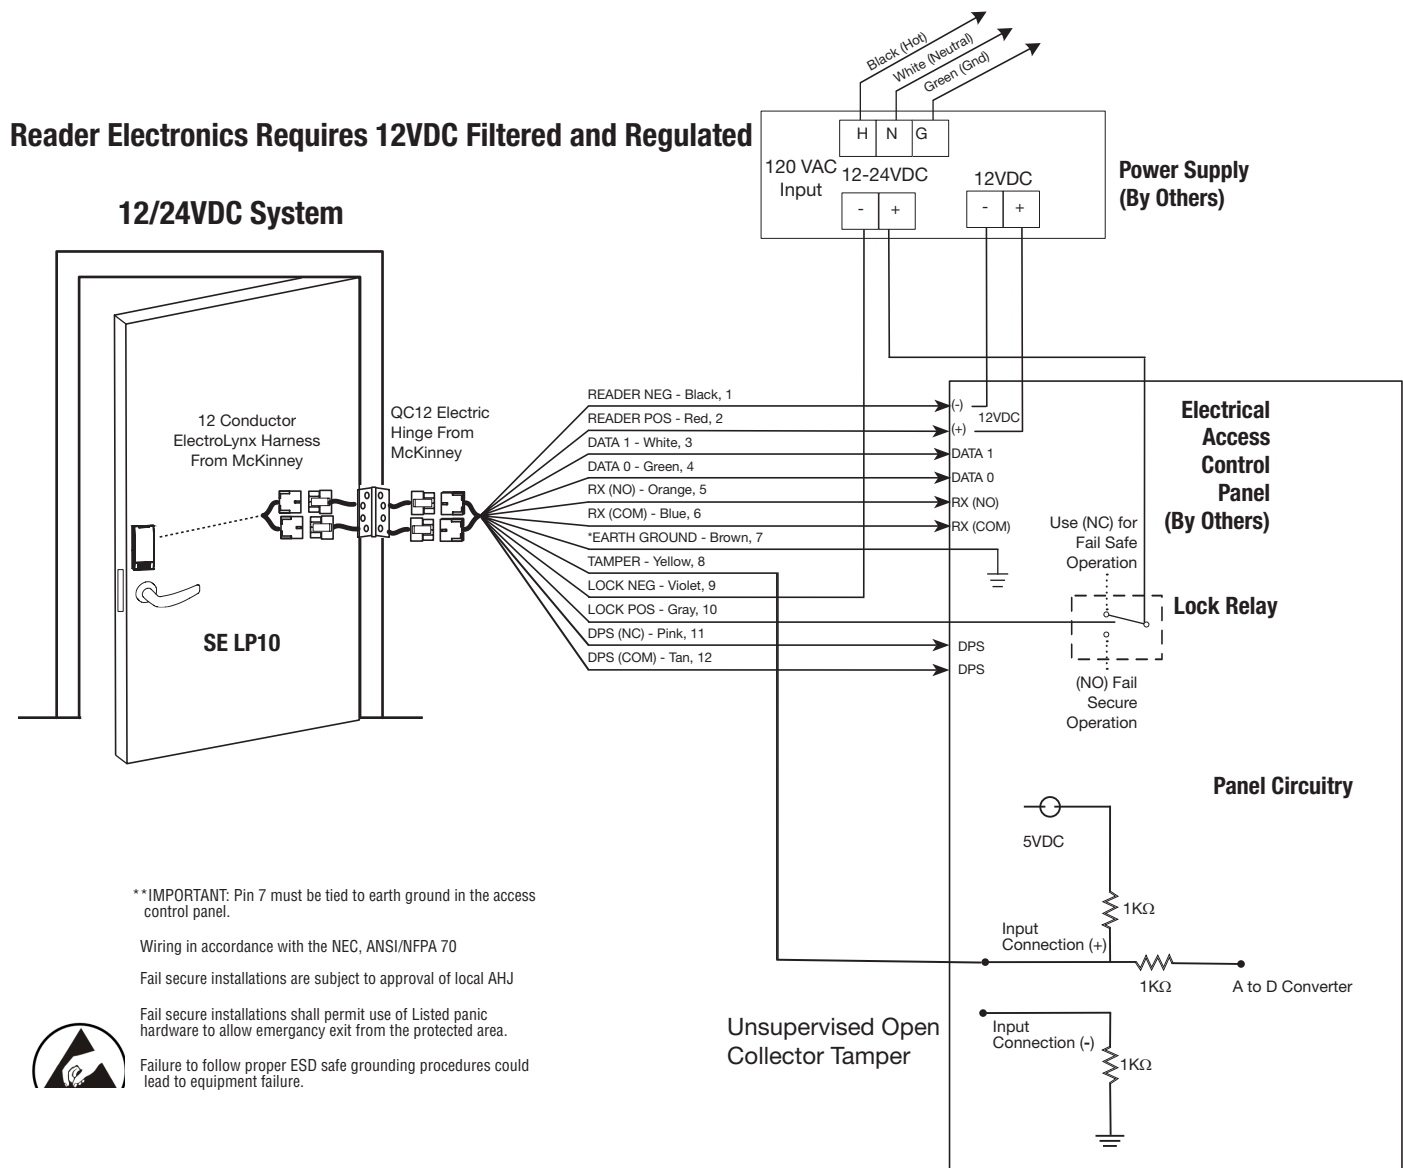 Black (Hot)
White (Neutral)
Green (Gnd)
Reader Electronics Requires 12VDC Filtered and Regulated
H N G
120 VAC
Input
12-24VDC
12VDC
- +
- +
Power Supply
(By Others)
12/24VDC System
12 Conductor
ElectroLynx Harness
From McKinney
QC12 Electric
Hinge From
McKinney
SE LP10
READER NEG - Black, 1
READER POS - Red, 2
DATA 1 - White, 3
DATA 0 - Green, 4
RX (NO) - Orange, 5
RX (COM) - Blue, 6
*EARTH GROUND - Brown, 7
TAMPER - Yellow, 8
LOCK NEG - Violet, 9
LOCK POS - Gray, 10
DPS (NC) - Pink, 11
DPS (COM) - Tan, 12
(-)
12VDC
(+)
DATA 1
DATA 0
RX (NO)
RX (COM)
DPS
DPS
Electrical
Access
Control
Panel
(By Others)
Use (NC) for
Fail Safe
Operation
Lock Relay
(NO) Fail
Secure
Operation
Panel Circuitry
5VDC
1KΩ
Input
Connection (+)
1KΩ
A to D Converter
Input
Connection (-)
1KΩ
Unsupervised Open
Collector Tamper
**IMPORTANT: Pin 7 must be tied to earth ground in the access
control panel.
Wiring in accordance with the NEC, ANSI/NFPA 70
Fail secure installations are subject to approval of local AHJ
Fail secure installations shall permit use of Listed panic
hardware to allow emergancy exit from the protected area.
Failure to follow proper ESD safe grounding procedures could
lead to equipment failure.